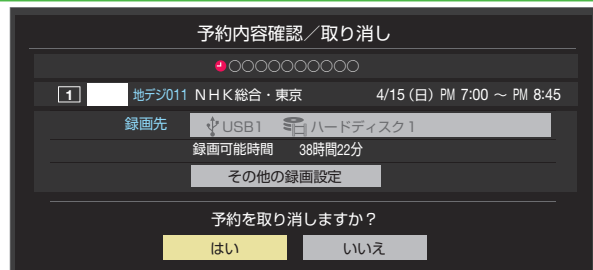 予約内容確認／取り消し
○○○○○○○○○○
1 地デジ011 NHK総合・東京 4/15(日) PM 7:00 ～ PM 8:45
録画先 USB1 ハードディスク1
録画可能時間 38時間22分
その他の録画設定
予約を取り消しますか？
はい いいえ